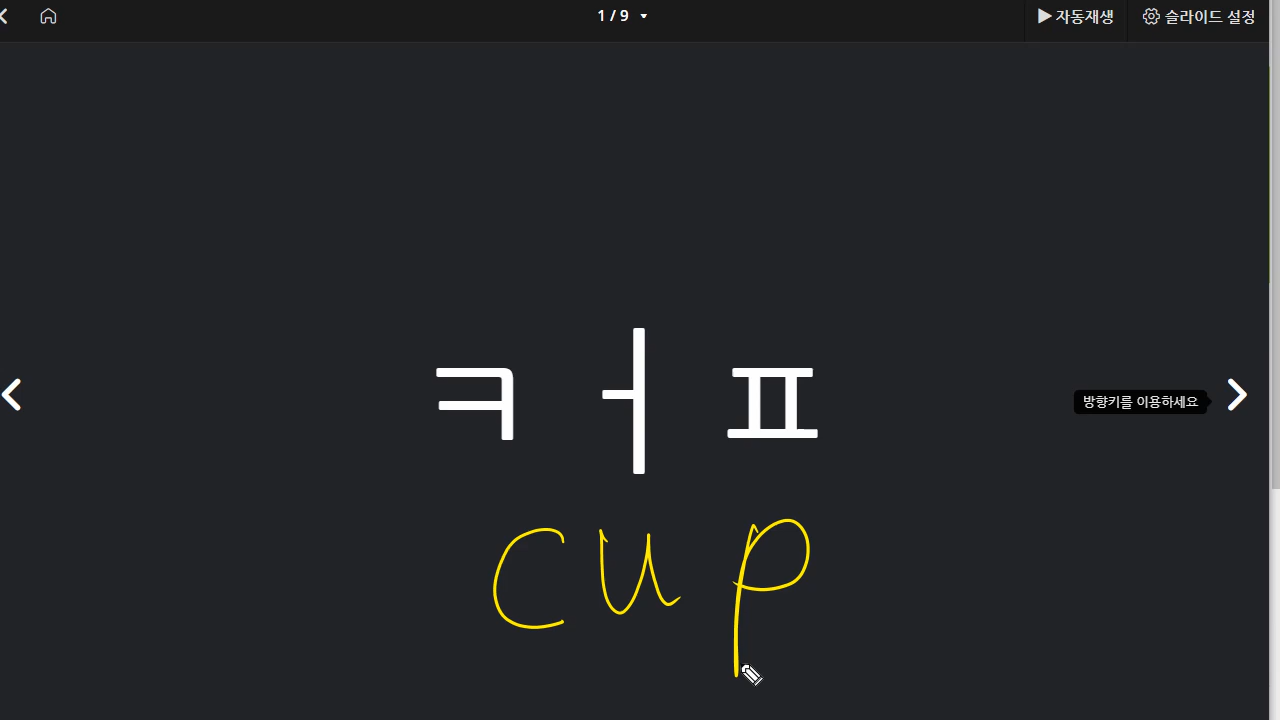 1 / 9
자동재생
슬라이드 설정
ㅋ ㅓ ㅍ
방향키를 이용하세요
cup